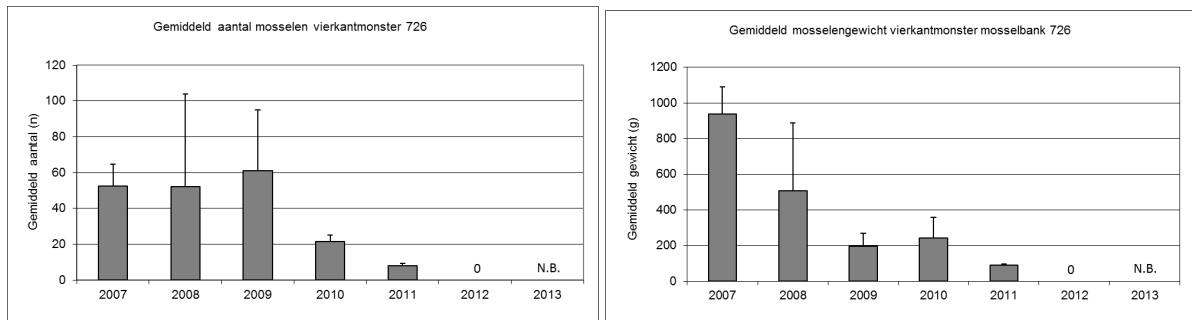 Gemiddeld aantal mosselen vierkantmonster 726
120
100
80
60
40
20
0
Gemiddeld aantal (n)
0
N.B.
2007 2008 2009 2010 2011 2012 2013
Gemiddeld mosselengewicht vierkantmonster mosselbank 726
1200
1000
800
600
400
200
0
Gemiddeld gewicht (g)
0
N.B.
2007 2008 2009 2010 2011 2012 2013